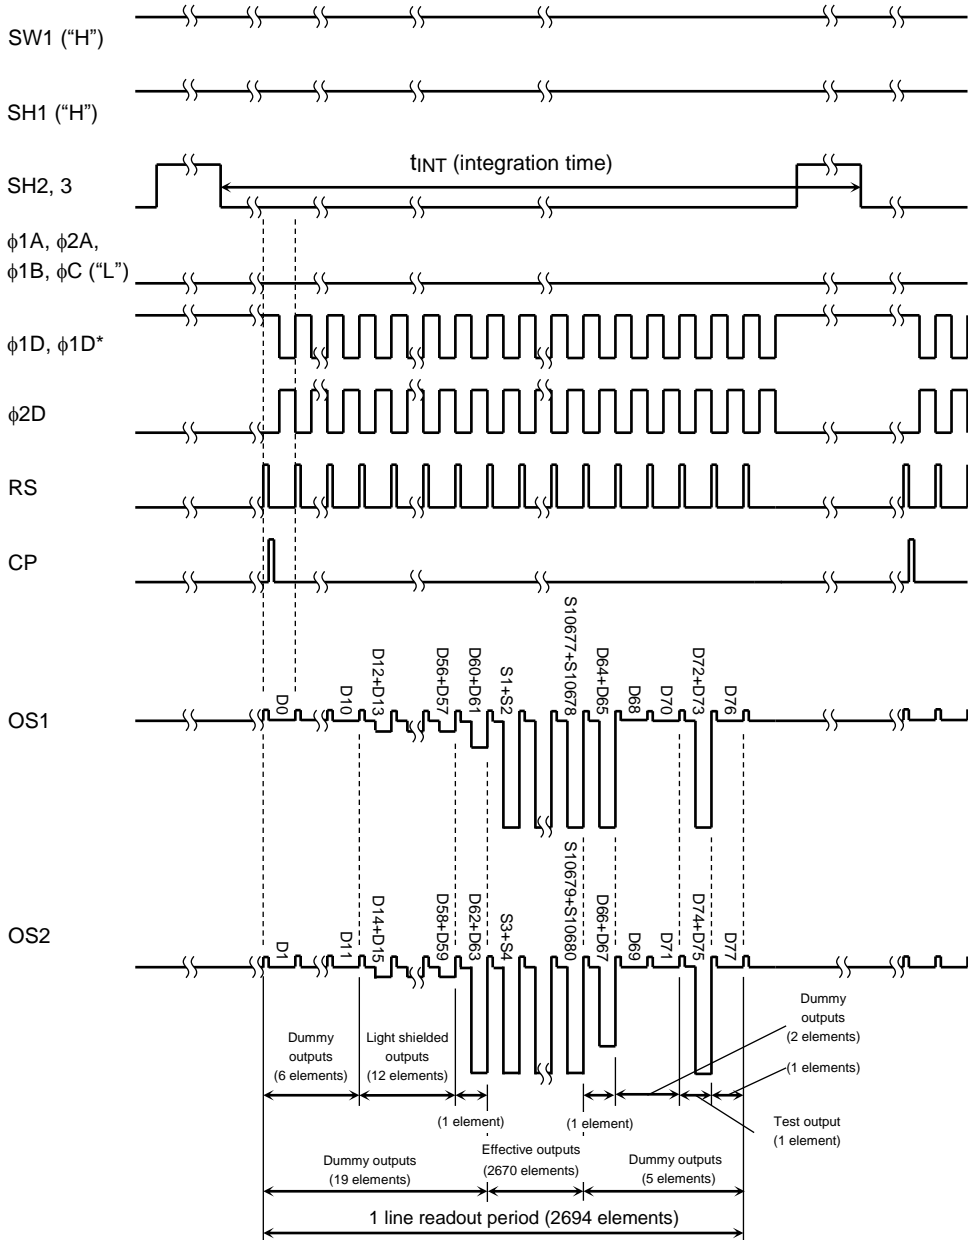 SW1 (“H”)
SH1 (“H”)
tINT (integration time)
SH2, 3
ϕ1A, ϕ2A,
ϕ1B, ϕC (“L”)
ϕ1D, ϕ1D*
ϕ2D
RS
CP
OS1
D0
D10
D12+D13
D56+D57
D60+D61
S1+S2
S10677+S10678
D64+D65
D68
D70
D72+D73
D76
OS2
D1
D11
D14+D15
D58+D59
D62+D63
S3+S4
S10679+S10680
D66+D67
D69
D71
D74+D75
D77
Dummy
outputs
(6 elements)
Light shielded
outputs
(12 elements)
(1 element)
(1 element)
Dummy
outputs
(2 elements)
(1 element)
Test output
(1 element)
Dummy outputs
(19 elements)
Effective outputs
(2670 elements)
Dummy outputs
(5 elements)
1 line readout period (2694 elements)